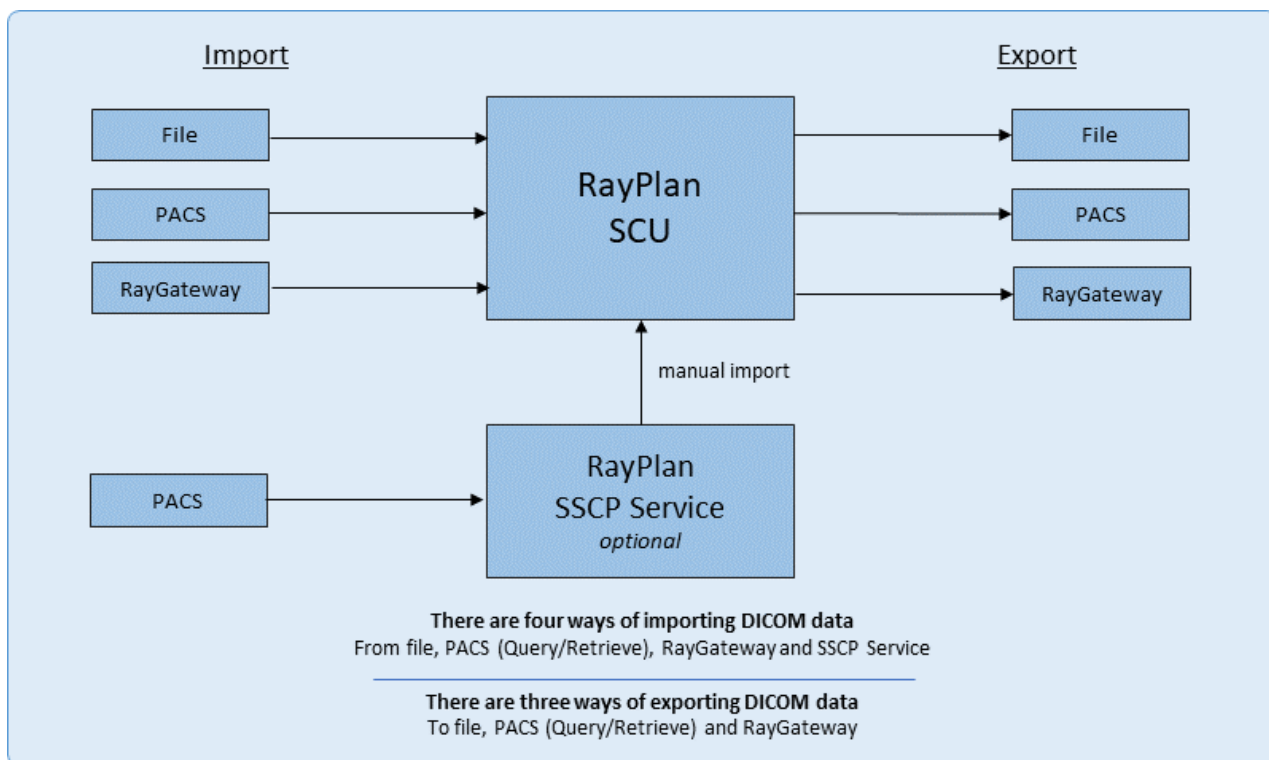 Import
Export
File
File
PACS
RayPlan
SCU
PACS
RayGateway
RayGateway
manual import
PACS
RayPlan
SSCP Service
optional
There are four ways of importing DICOM data
From file, PACS (Query/Retrieve), RayGateway and SSCP Service
There are three ways of exporting DICOM data
To file, PACS (Query/Retrieve) and RayGateway